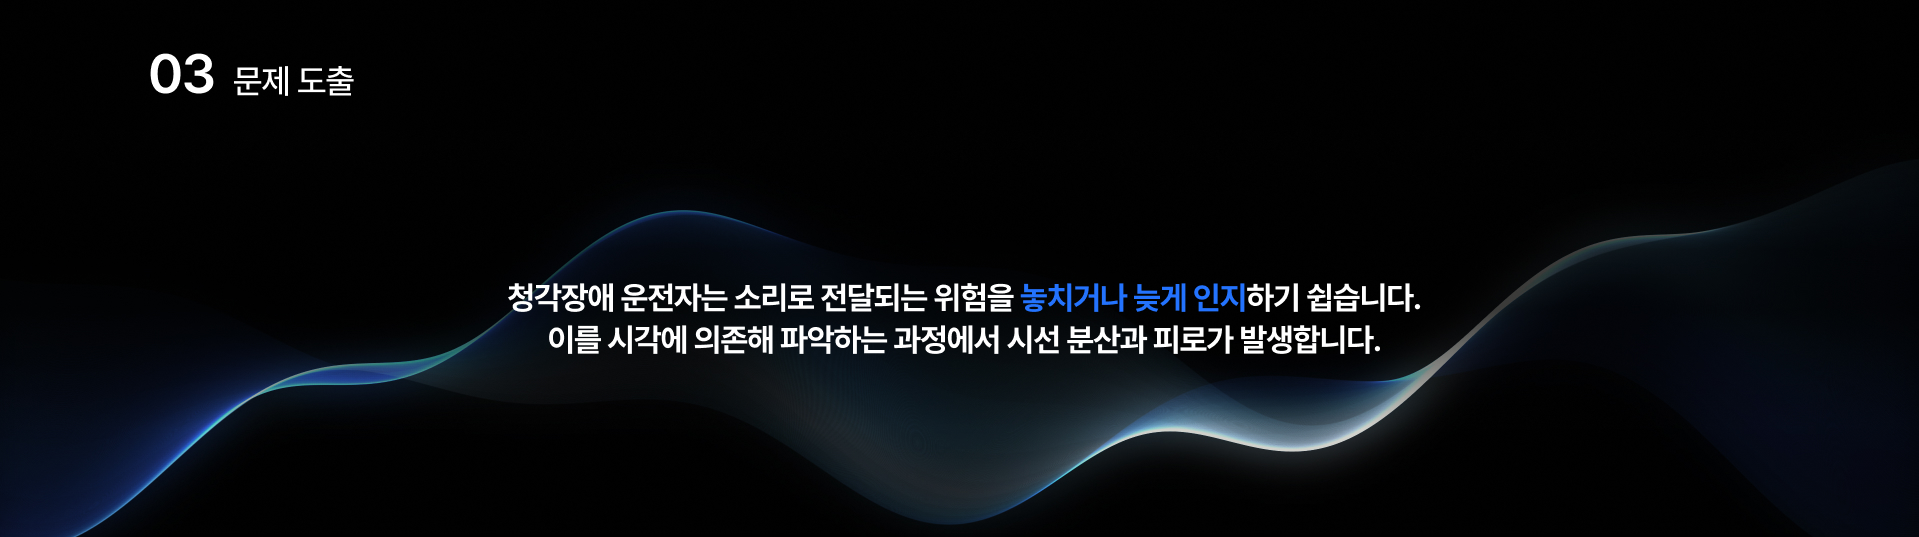 03 문제 도출
청각장애 운전자는 소리로 전달되는 위험을 놓치거나 늦게 인지하기 쉽습니다.
이를 시각에 의존해 파악하는 과정에서 시선 분산과 피로가 발생합니다.